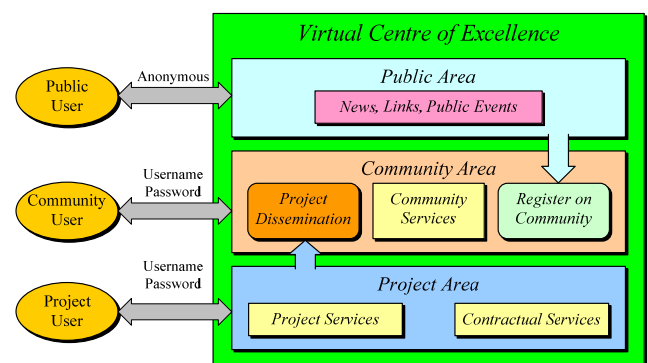 Virtual Centre of Excellence
Public
User
Anonymous
Public Area
News, Links, Public Events
Community
User
Username
Password
Community Area
Project
Dissemination
Community
Services
Register on
Community
Project
User
Username
Password
Project Area
Project Services
Contractual Services